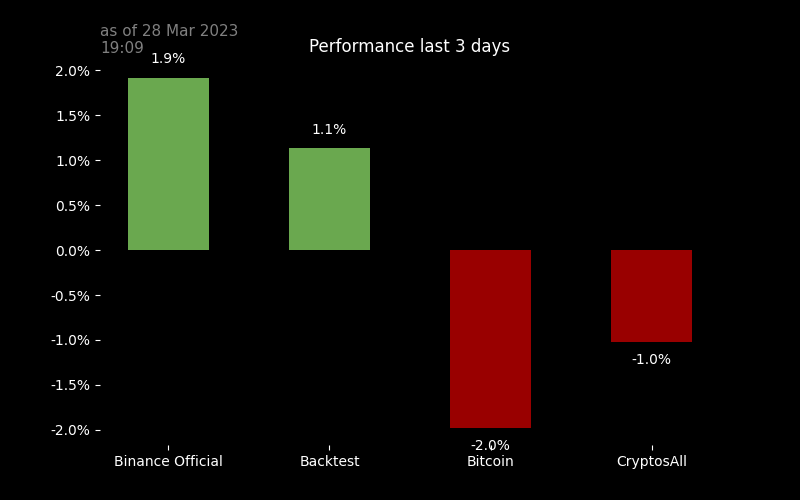 as of 28 Mar 2023
19:09
Performance last 3 days
1.9%
1.1%
-2.0%
-1.0%
2.0%
1.5%
1.0%
0.5%
0.0%
-0.5%
-1.0%
-1.5%
-2.0%
Binance Official
Backtest
Bitcoin
CryptosAll